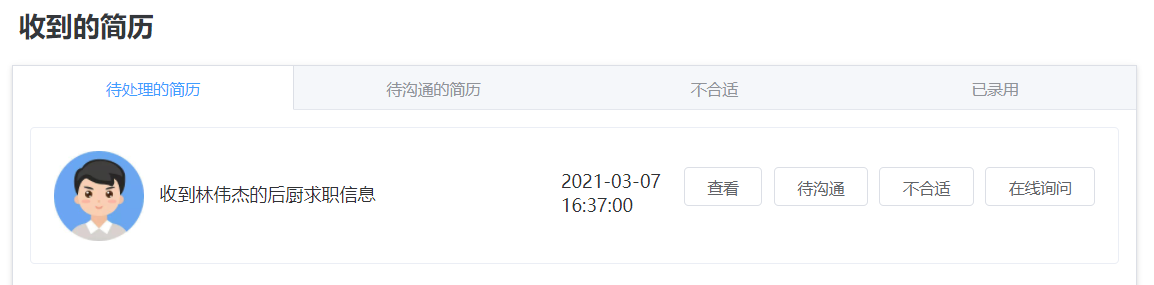 收到的简历
待处理的简历 待沟通的简历 不合适 已录用
收到林伟杰的后厨求职信息
2021-03-07
16:37:00
查看 待沟通 不合适 在线询问